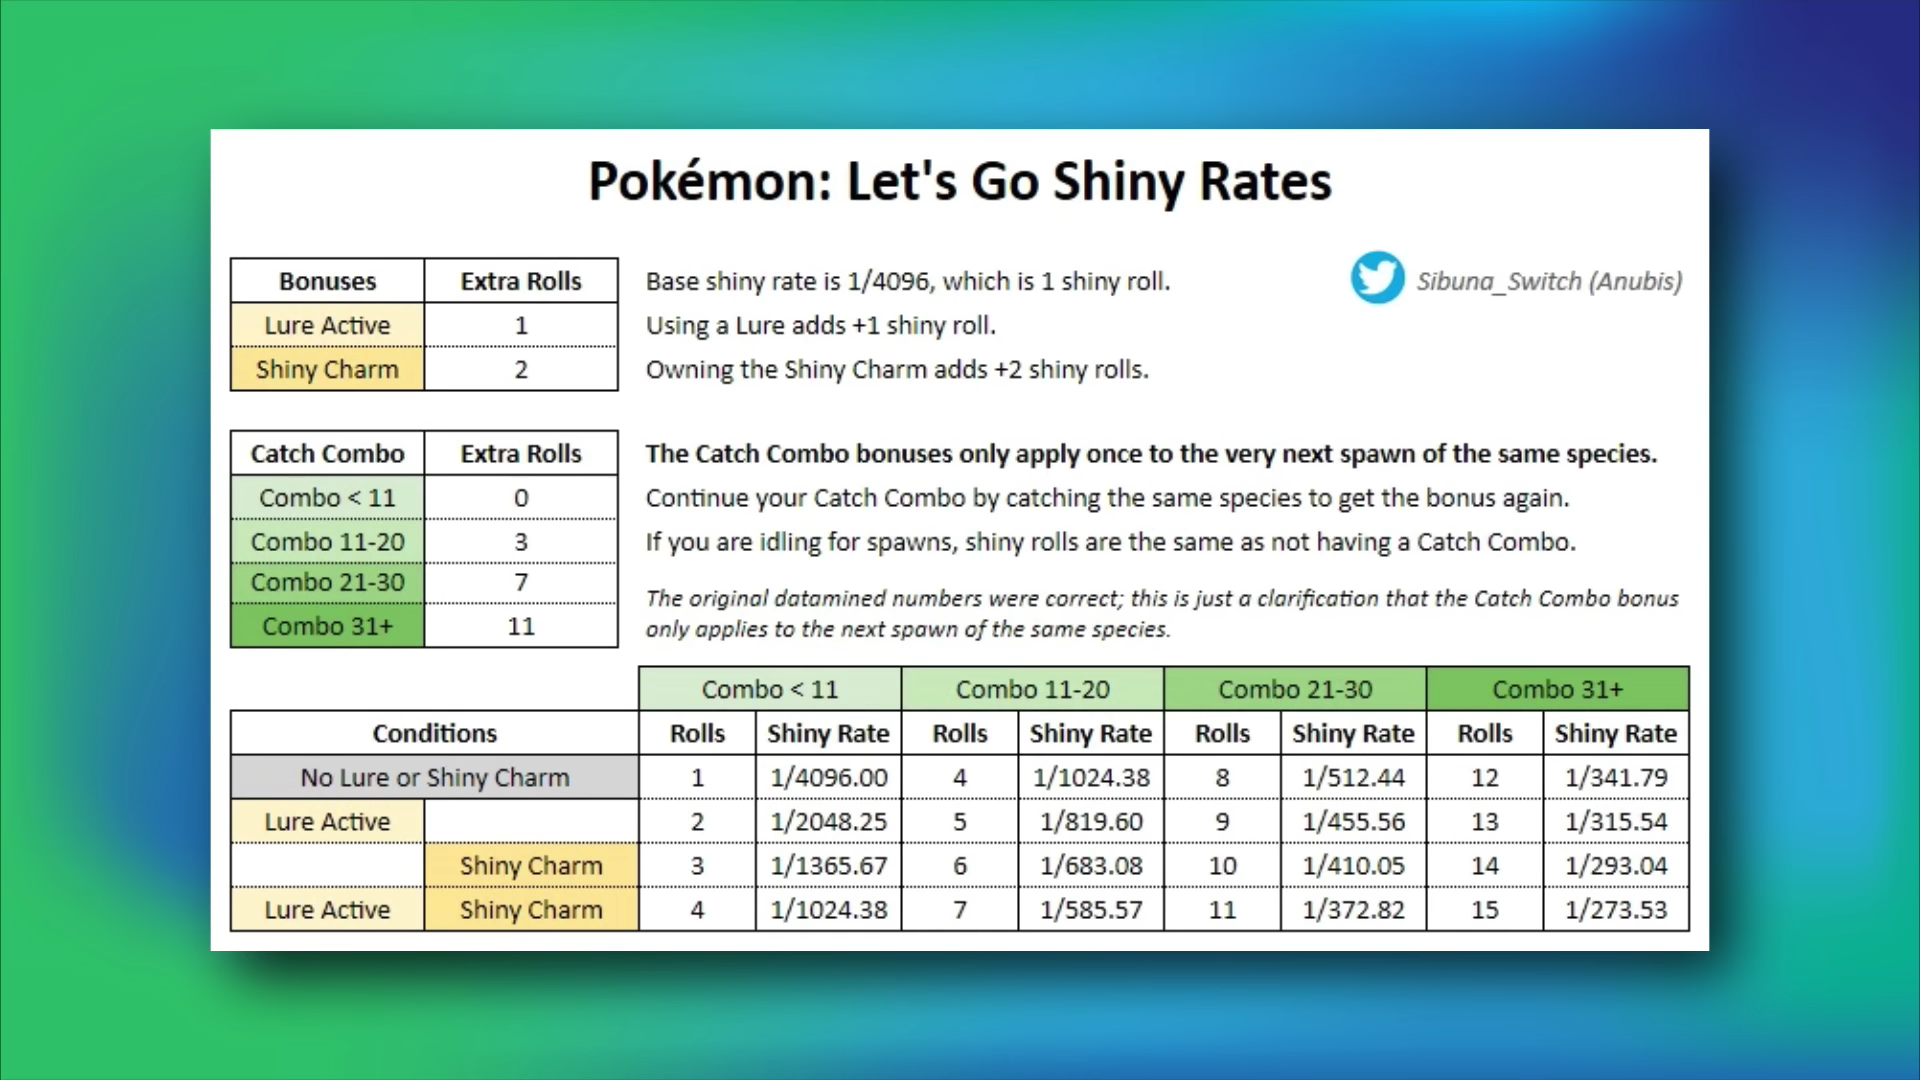 Pokémon: Let's Go Shiny Rates
Sibuna_Switch (Anubis)
Bonuses Extra Rolls
Lure Active 1
Shiny Charm 2
Base shiny rate is 1/4096, which is 1 shiny roll.
Using a Lure adds +1 shiny roll.
Owning the Shiny Charm adds +2 shiny rolls.
Catch Combo Extra Rolls
Combo < 11 0
Combo 11-20 3
Combo 21-30 7
Combo 31+ 11
The Catch Combo bonuses only apply once to the very next spawn of the same species.
Continue your Catch Combo by catching the same species to get the bonus again.
If you are idling for spawns, shiny rolls are the same as not having a Catch Combo.
The original datamined numbers were correct; this is just a clarification that the Catch Combo bonus
only applies to the next spawn of the same species.
Combo < 11 Combo 11-20 Combo 21-30 Combo 31+
Conditions Rolls Shiny Rate Rolls Shiny Rate Rolls Shiny Rate Rolls Shiny Rate
No Lure or Shiny Charm 1 1/4096.00 4 1/1024.38 8 1/512.44 12 1/341.79
Lure Active 2 1/2048.25 5 1/819.60 9 1/455.56 13 1/315.54
Shiny Charm 3 1/1365.67 6 1/683.08 10 1/410.05 14 1/293.04
Lure Active Shiny Charm 4 1/1024.38 7 1/585.57 11 1/372.82 15 1/273.53